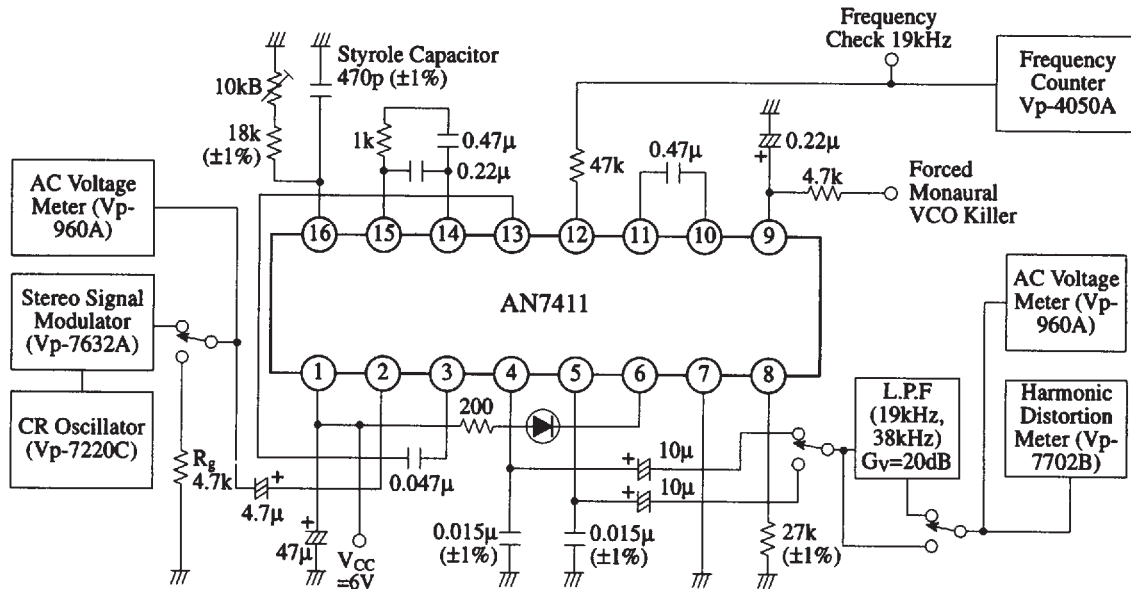 Frequency
Check 19kHz
Styrole Capacitor
470p (±1%)
Frequency
Counter
Vp-4050A
10kB
18k
(±1%)
1k
0.47μ
0.22μ
47k
0.47μ
+
0.22μ
4.7k
Forced
Monaural
VCO Killer
AC Voltage
Meter (Vp-
960A)
16
15
14
13
12
11
10
9
AN7411
Stereo Signal
Modulator
(Vp-7632A)
AC Voltage
Meter (Vp-
960A)
1
2
3
4
5
6
7
8
CR Oscillator
(Vp-7220C)
200
L.P.F
(19kHz,
38kHz)
Gv=20dB
Harmonic
Distortion
Meter (Vp-
7702B)
Rg
4.7k
+
4.7μ
0.047μ
+
10μ
+
10μ
+
47μ
VCC
=6V
0.015μ
(±1%)
0.015μ
(±1%)
27k
(±1%)